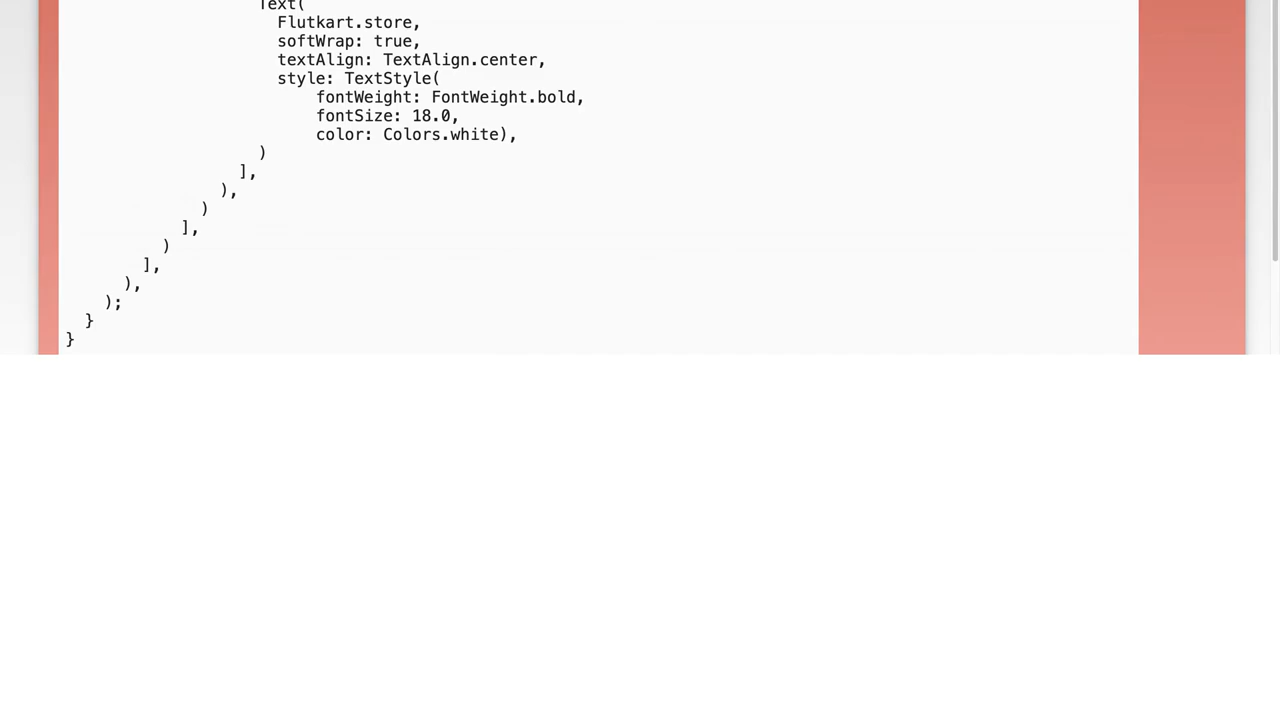 Text(
Flutkart.store,
softWrap: true,
textAlign: TextAlign.center,
style: TextStyle(
fontWeight: FontWeight.bold,
fontSize: 18.0,
color: Colors.white),
)
],
),
)
],
)
],
),
);
}
}